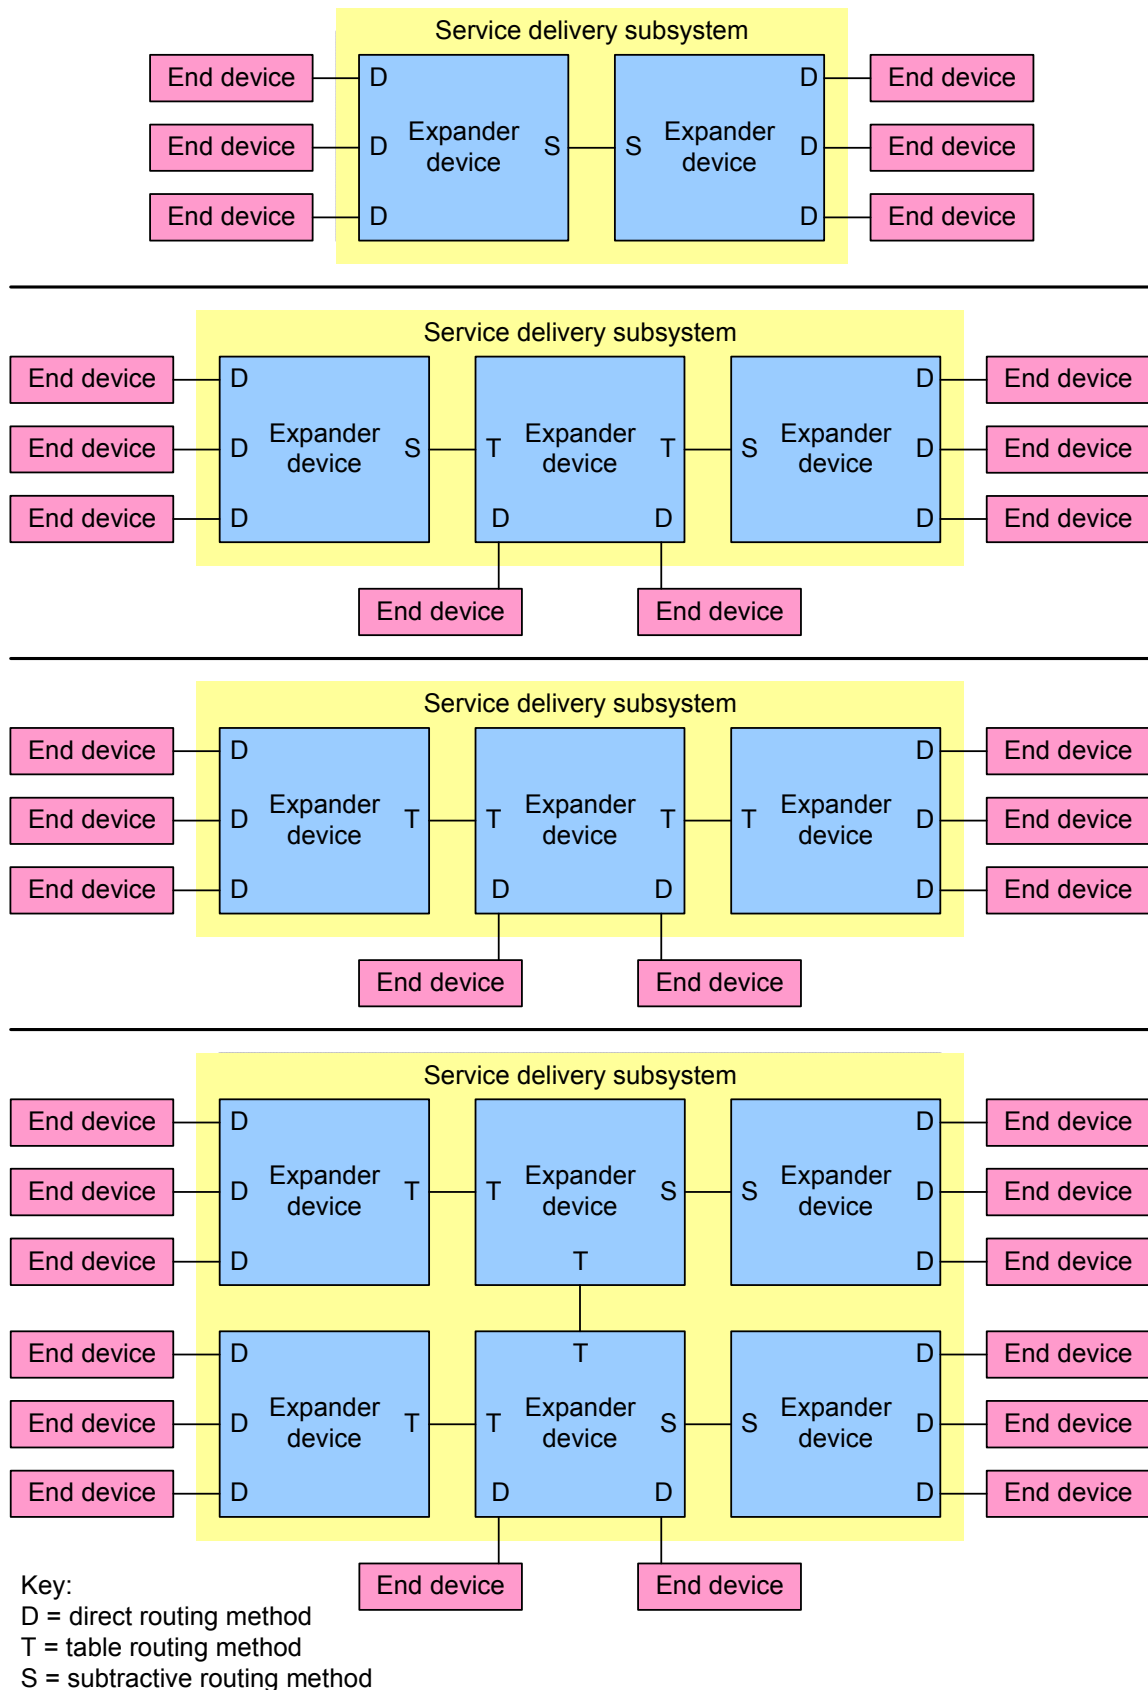 Service delivery subsystem
End device D D End device
End device D Expander device S S Expander device D End device
End device D D End device
Service delivery subsystem
End device D D End device
End device D Expander device S T Expander device T S Expander device D End device
End device D D D D End device
End device End device
Service delivery subsystem
End device D D End device
End device D Expander device T T Expander device T T Expander device D End device
End device D D D D End device
End device End device
Service delivery subsystem
End device D D End device
End device D Expander device T T Expander device S S Expander device D End device
End device D T D End device
End device D T D End device
End device D Expander device T T Expander device S S Expander device D End device
End device D D D D End device
End device End device
Key:
D = direct routing method
T = table routing method
S = subtractive routing method